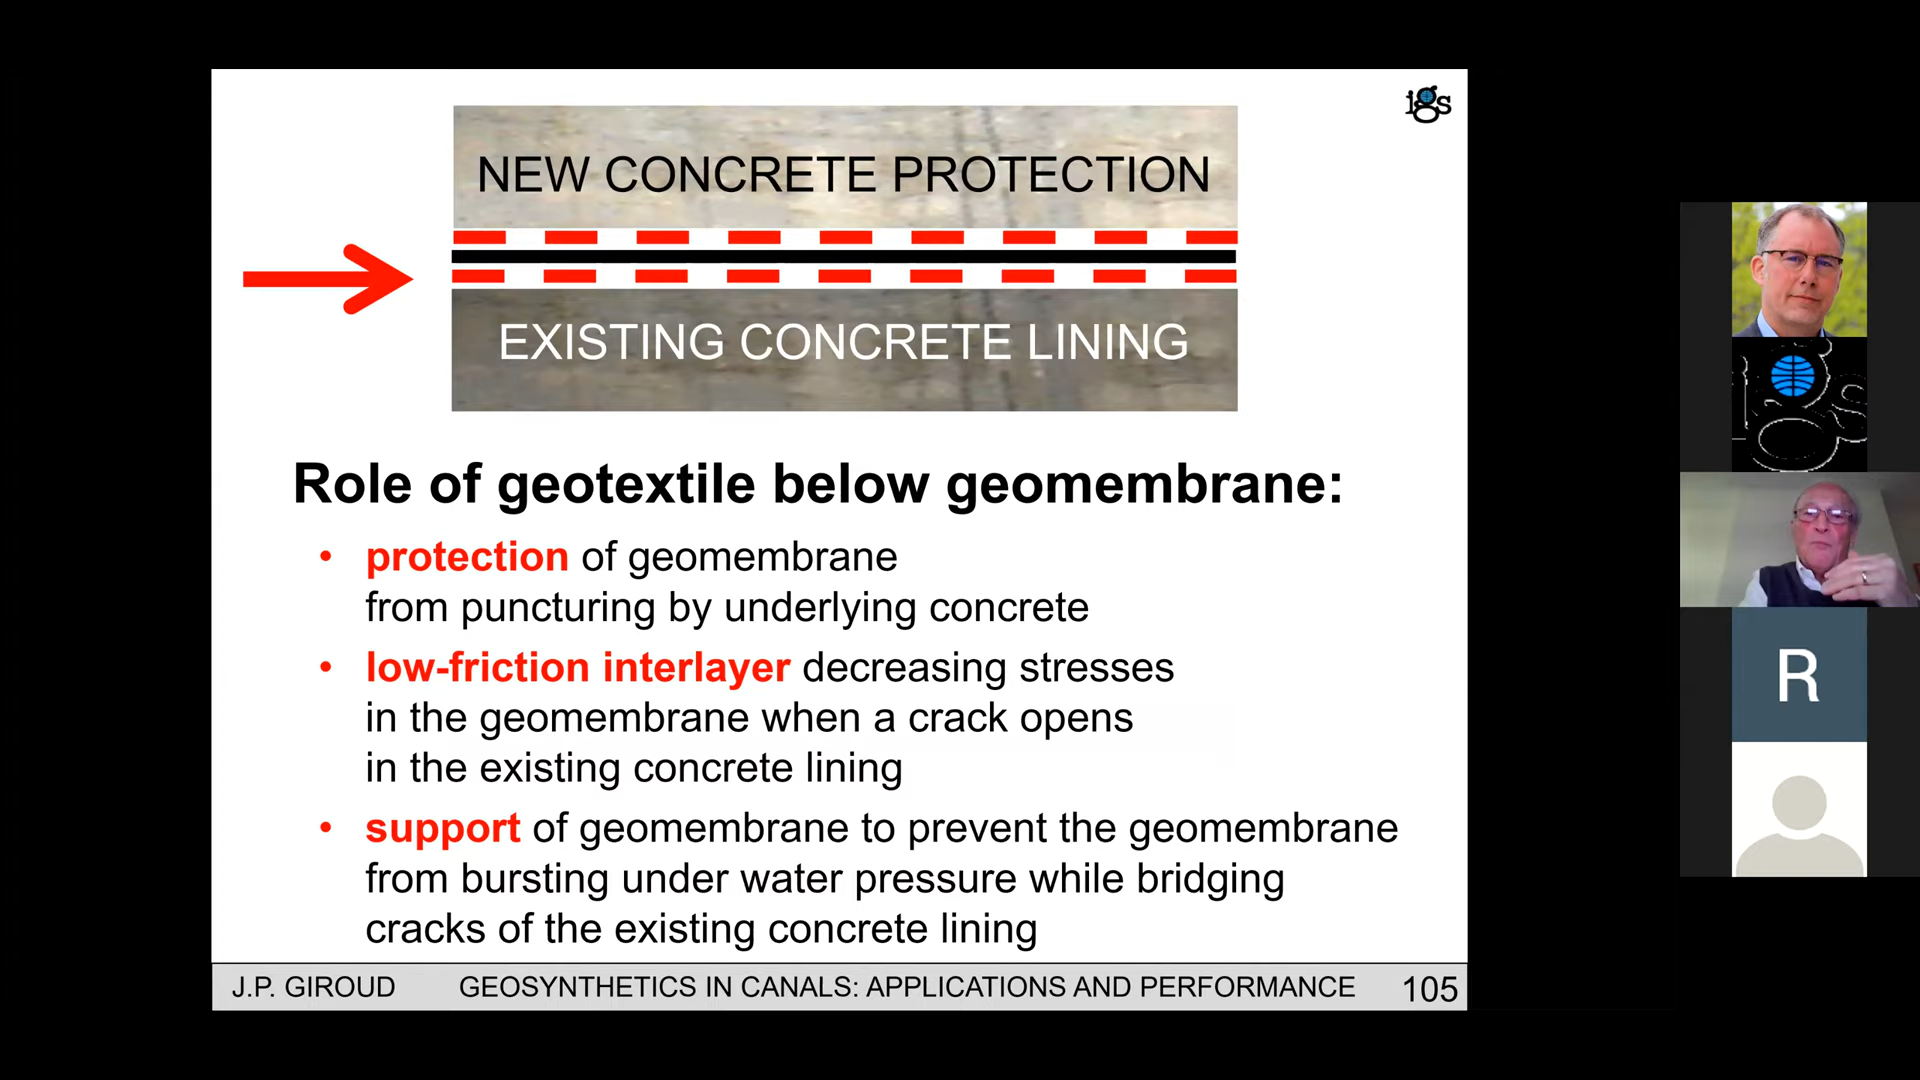 igs
NEW CONCRETE PROTECTION
EXISTING CONCRETE LINING
Role of geotextile below geomembrane:
• protection of geomembrane
from puncturing by underlying concrete
• low-friction interlayer decreasing stresses
in the geomembrane when a crack opens
in the existing concrete lining
• support of geomembrane to prevent the geomembrane
from bursting under water pressure while bridging
cracks of the existing concrete lining
J.P. GIROUD GEOSYNTHETICS IN CANALS: APPLICATIONS AND PERFORMANCE 105
igs
R